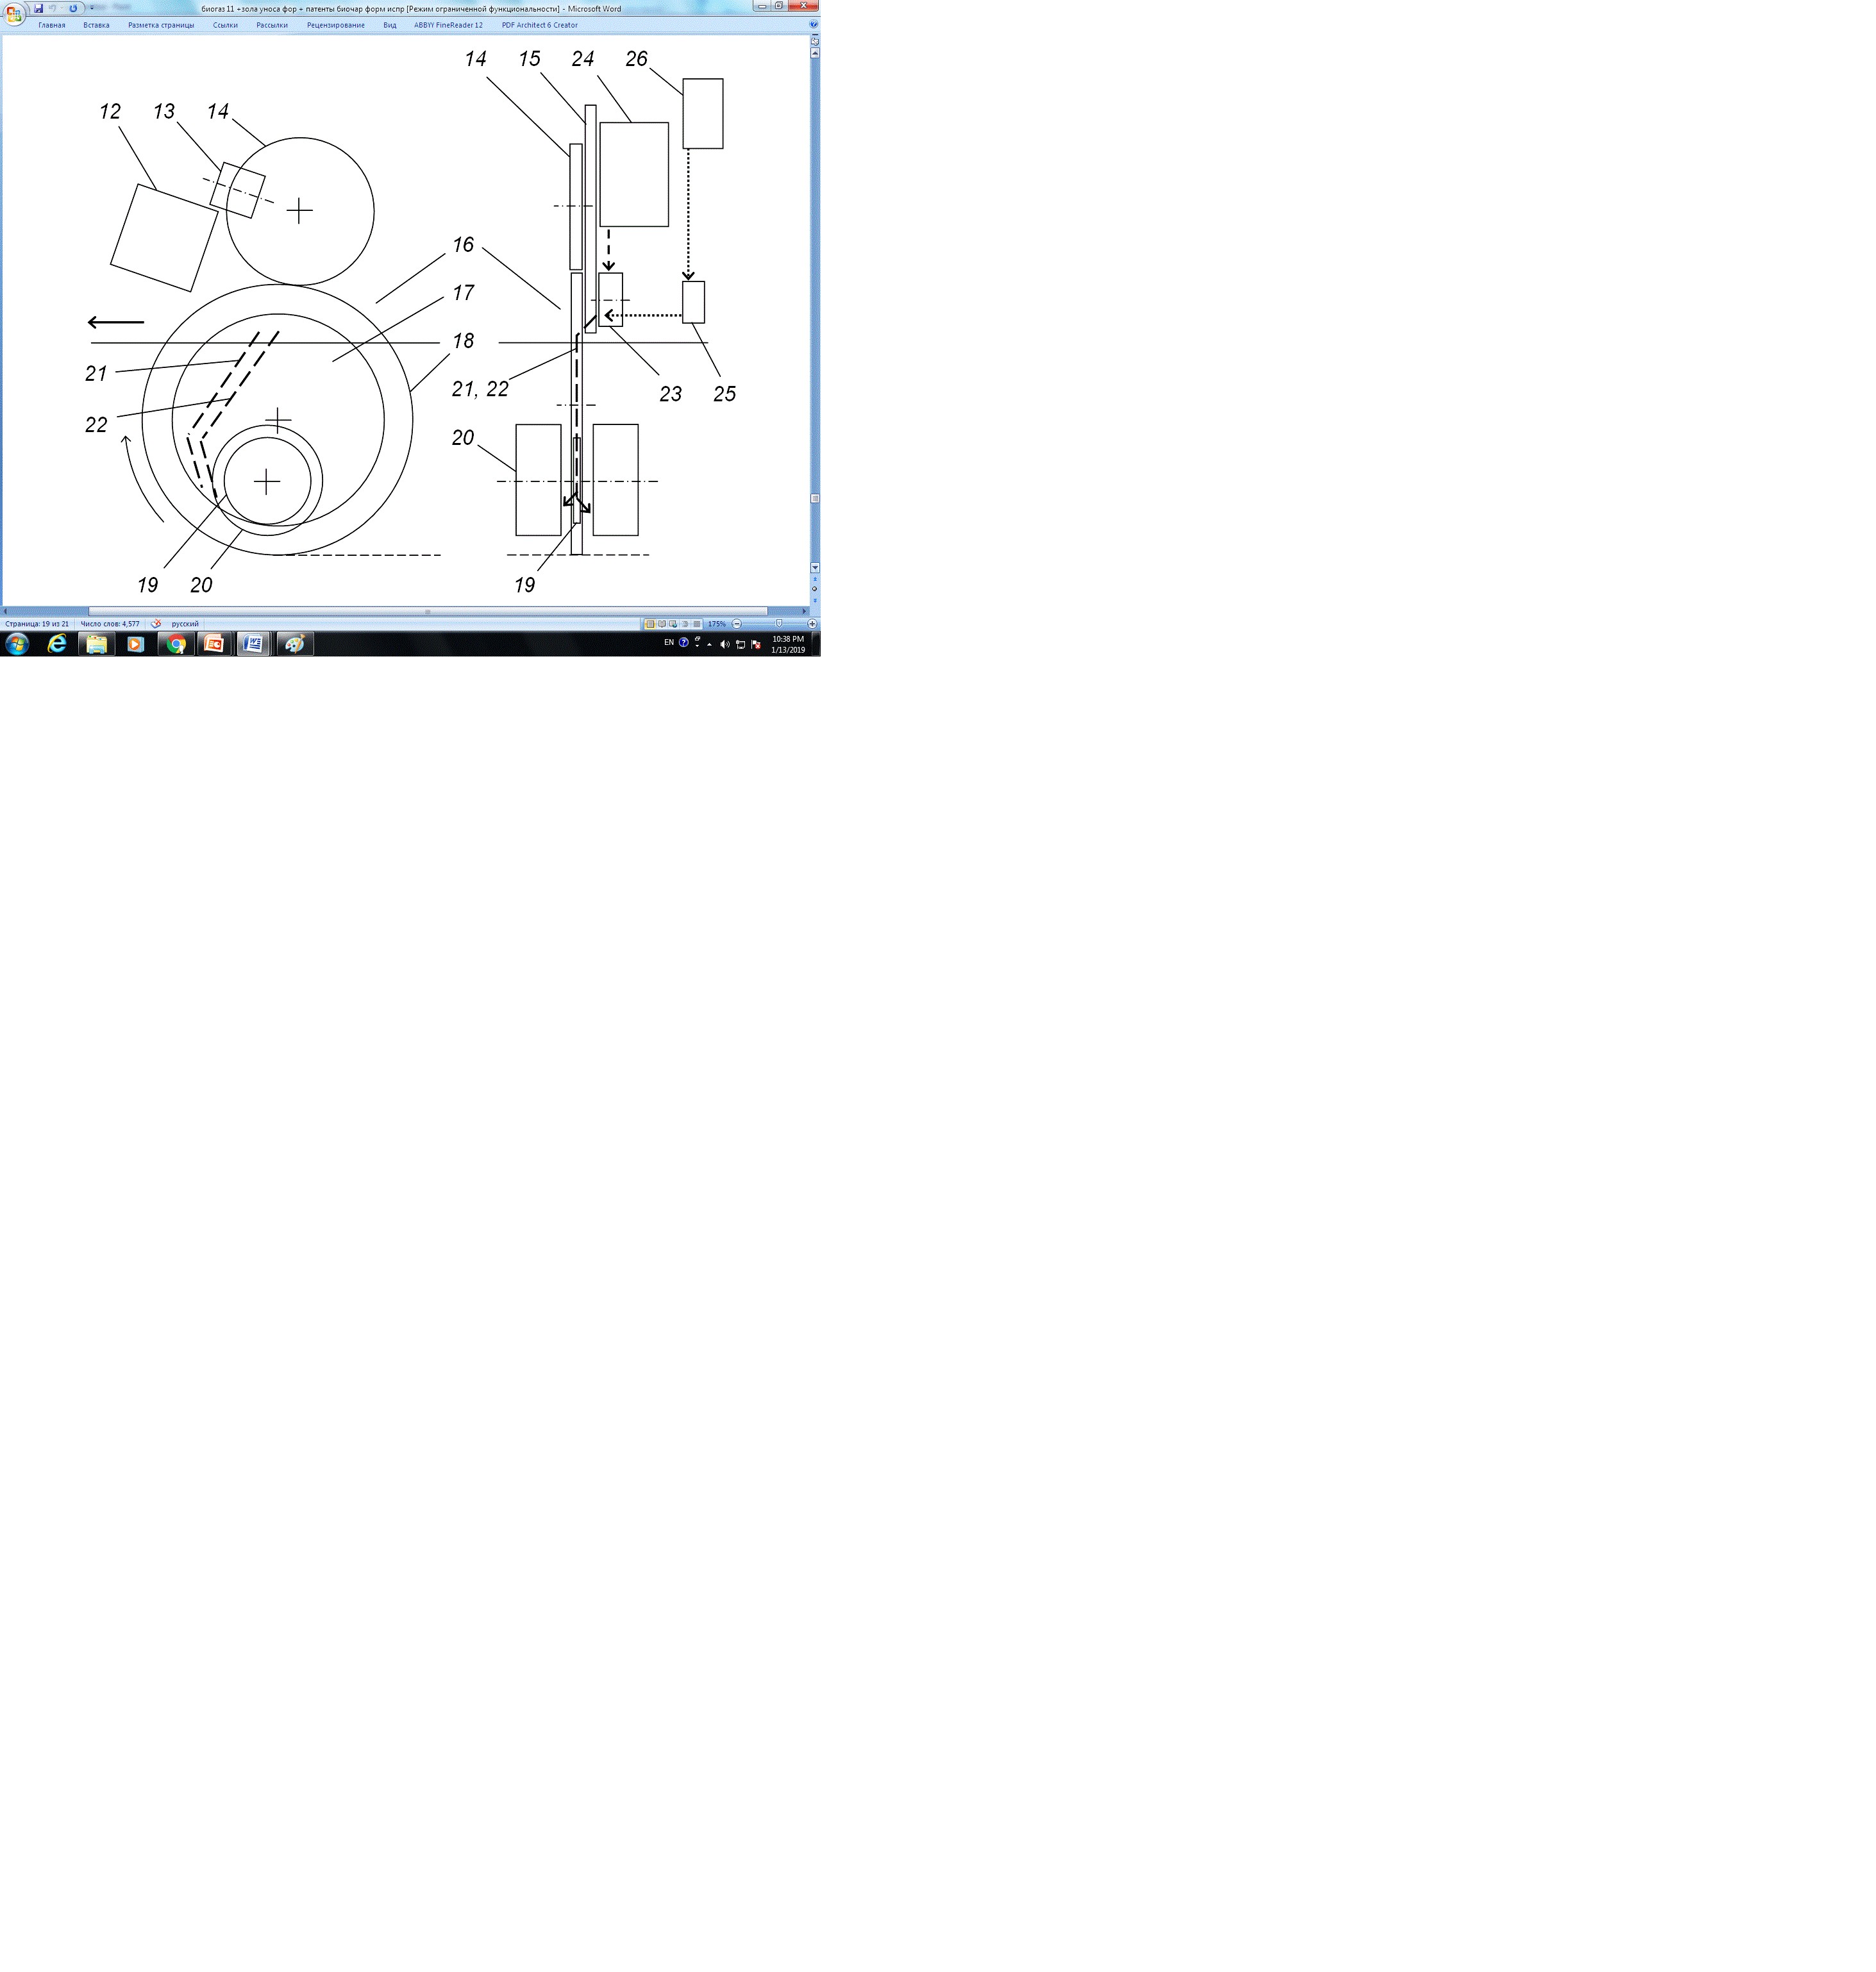 биогаз 11 +зола уноса фор + патенты биочар форм испр [Режим ограниченной функциональности] - Microsoft Word
Главная Вставка Разметка страницы Ссылки Рассылки Рецензирование Вид ABBYY FineReader 12 PDF Architect 6 Creator
14 15 24 26
12 13 14
16
17
18
21
21, 22 23 25
22
20
19 20 19
Страница: 19 из 21 Число слов: 4,577 русский 175%
EN 10:38 PM
1/13/2019